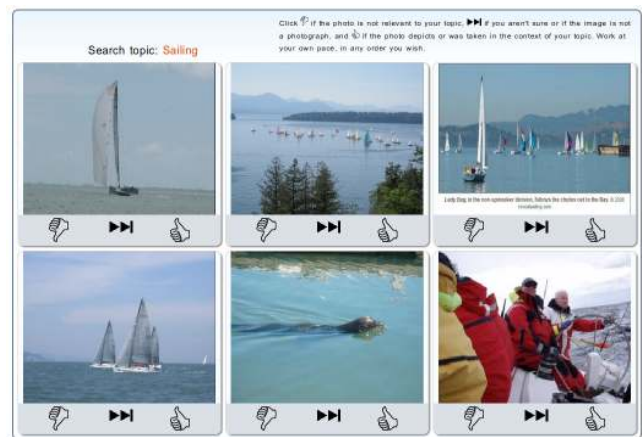 Click if the photo is not relevant to your topic, if you aren't sure or if the image is not
a photograph, and if the photo depicts or was taken in the context of your topic. Work at
your own pace, in any order you wish.
Search topic: Sailing